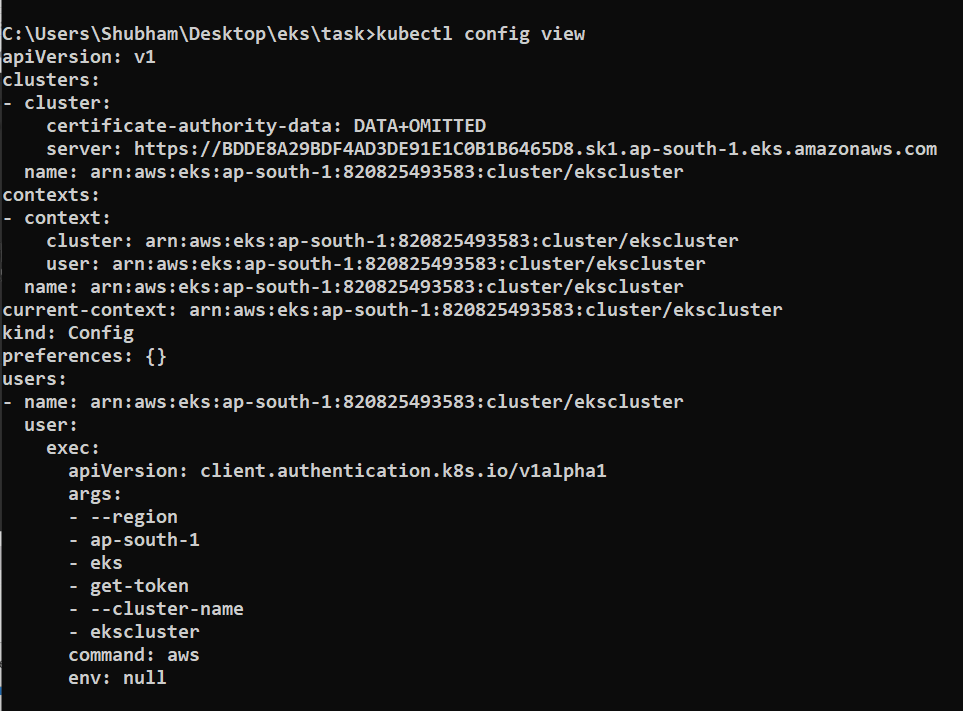 C:\Users\Shubham\Desktop\eks\task>kubectl config view
apiVersion: v1
clusters:
- cluster:
    certificate-authority-data: DATA+OMITTED
    server: https://BDDE8A29BDF4AD3DE91E1C0B1B6465D8.sk1.ap-south-1.eks.amazonaws.com
  name: arn:aws:eks:ap-south-1:820825493583:cluster/ekscluster
contexts:
- context:
    cluster: arn:aws:eks:ap-south-1:820825493583:cluster/ekscluster
    user: arn:aws:eks:ap-south-1:820825493583:cluster/ekscluster
  name: arn:aws:eks:ap-south-1:820825493583:cluster/ekscluster
current-context: arn:aws:eks:ap-south-1:820825493583:cluster/ekscluster
kind: Config
preferences: {}
users:
- name: arn:aws:eks:ap-south-1:820825493583:cluster/ekscluster
  user:
    exec:
      apiVersion: client.authentication.k8s.io/v1alpha1
      args:
      - --region
      - ap-south-1
      - eks
      - get-token
      - --cluster-name
      - ekscluster
      command: aws
      env: null